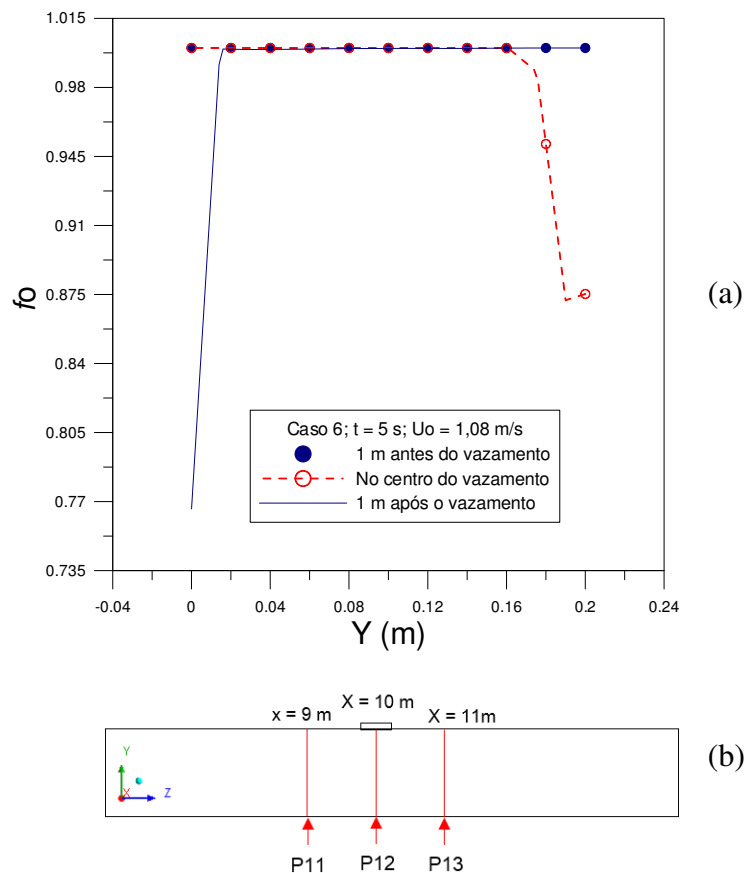 1.015
0.98
0.945
0.91
0.875
0.84
0.805
0.77
0.735
fo
Caso 6; t = 5 s; Uo = 1,08 m/s
1 m antes do vazamento
No centro do vazamento
1 m após o vazamento
-0.04 0 0.04 0.08 0.12 0.16 0.2 0.24
Y (m)
(a)
x = 9 m X = 10 m X = 11m
Y
X Z
(b)
P11 P12 P13